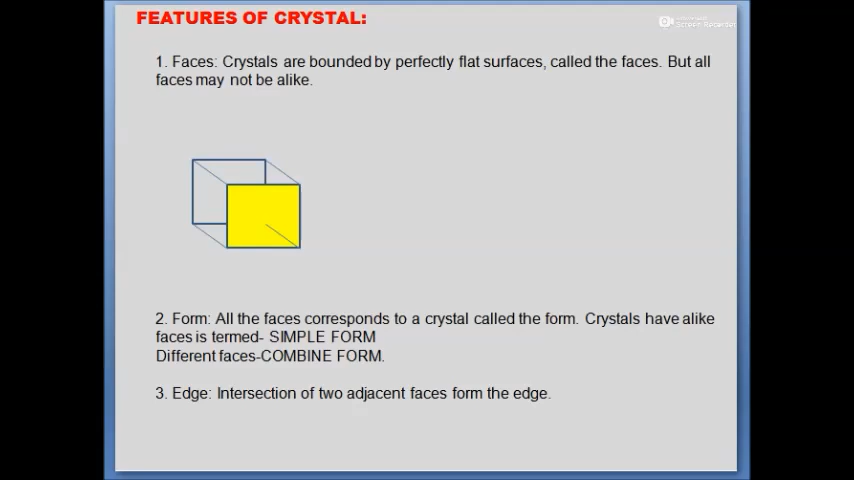 FEATURES OF CRYSTAL:
Screen Recorder
1. Faces: Crystals are bounded by perfectly flat surfaces, called the faces. But all
faces may not be alike.
2. Form: All the faces corresponds to a crystal called the form. Crystals have alike
faces is termed- SIMPLE FORM
Different faces-COMBINE FORM.
3. Edge: Intersection of two adjacent faces form the edge.